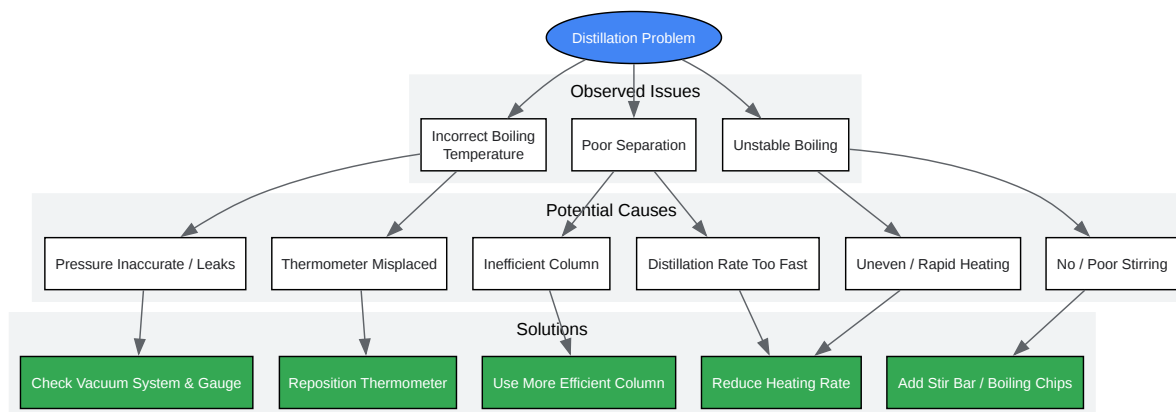 Distillation Problem
Observed Issues
Incorrect Boiling
Temperature
Poor Separation
Unstable Boiling
Potential Causes
Pressure Inaccurate / Leaks
Thermometer Misplaced
Inefficient Column
Distillation Rate Too Fast
Uneven / Rapid Heating
No / Poor Stirring
Solutions
Check Vacuum System & Gauge
Reposition Thermometer
Use More Efficient Column
Reduce Heating Rate
Add Stir Bar / Boiling Chips